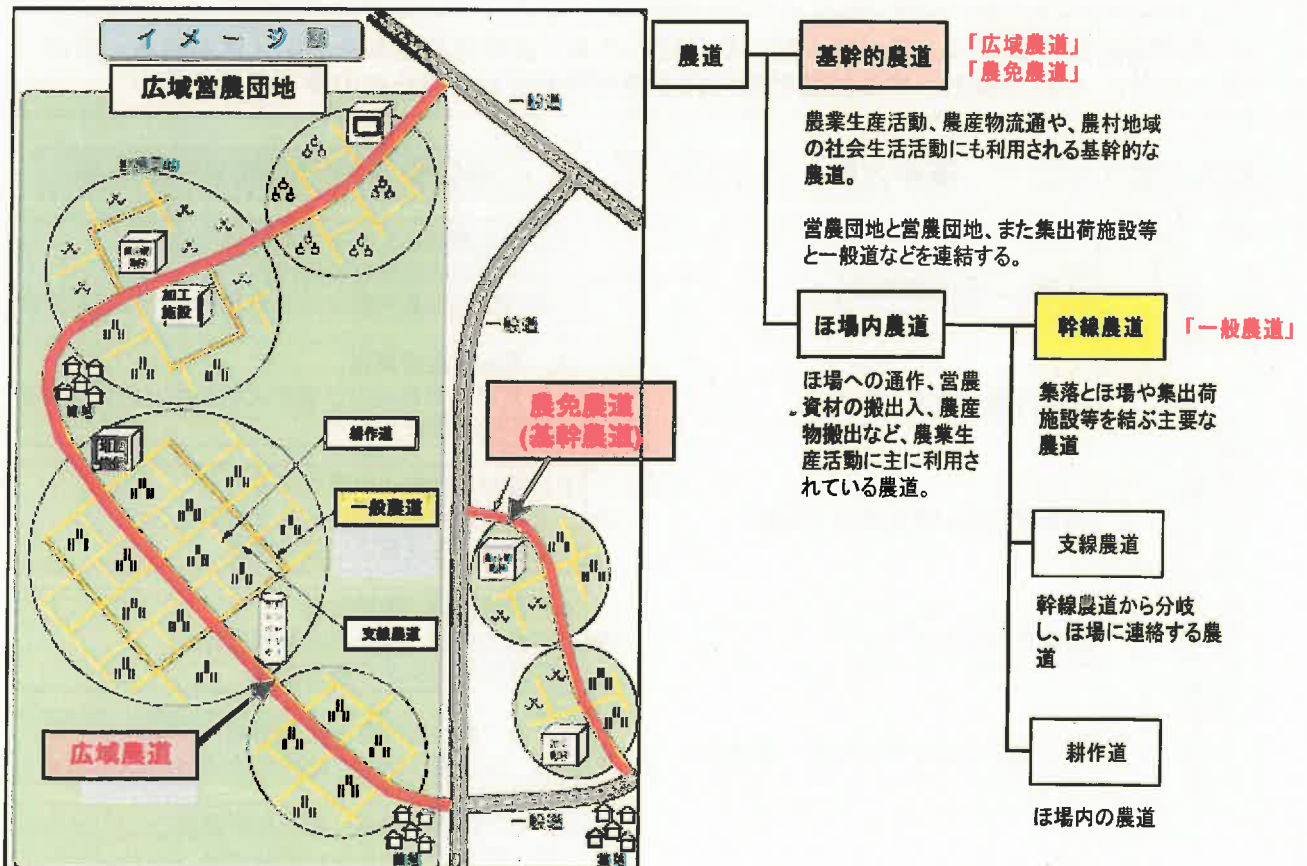 イメージ図
広域営農団地
一般道
加工
施設
一般道
農免農道
(基幹農道)
耕作道
一般農道
支線農道
広域農道
一般道
農道
基幹的農道
「広域農道」
「農免農道」
農業生産活動、農産物流通や、農村地域
の社会生活活動にも利用される基幹的な
農道。
営農団地と営農団地、また集出荷施設等
と一般道などを連結する。
ほ場内農道
ほ場への通作、営農
資材の搬出入、農産
物搬出など、農業生
産活動に主に利用さ
れている農道。
幹線農道
「一般農道」
集落とほ場や集出荷
施設等を結ぶ主要な
農道
支線農道
幹線農道から分岐
し、ほ場に連絡する農
道
耕作道
ほ場内の農道